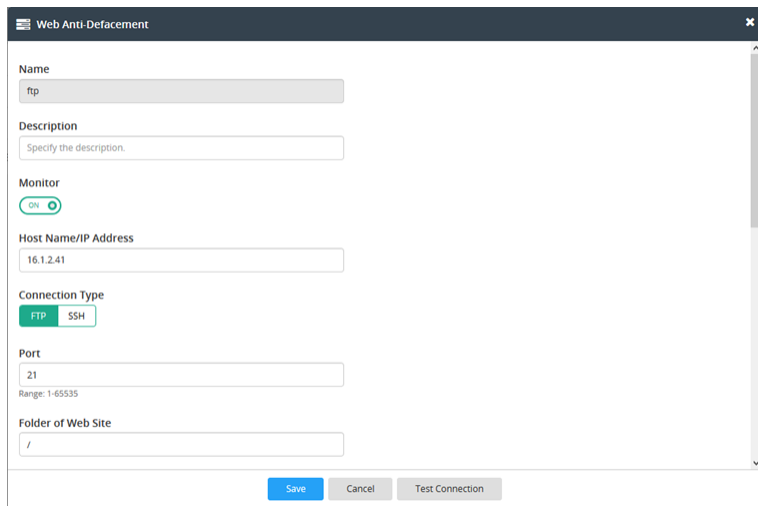 Web Anti-Defacement
Name
ftp
Description
Specify the description.
Monitor
ON
Host Name/IP Address
16.1.2.41
Connection Type
FTP SSH
Port
21
Range: 1-65535
Folder of Web Site
/
Save Cancel Test Connection